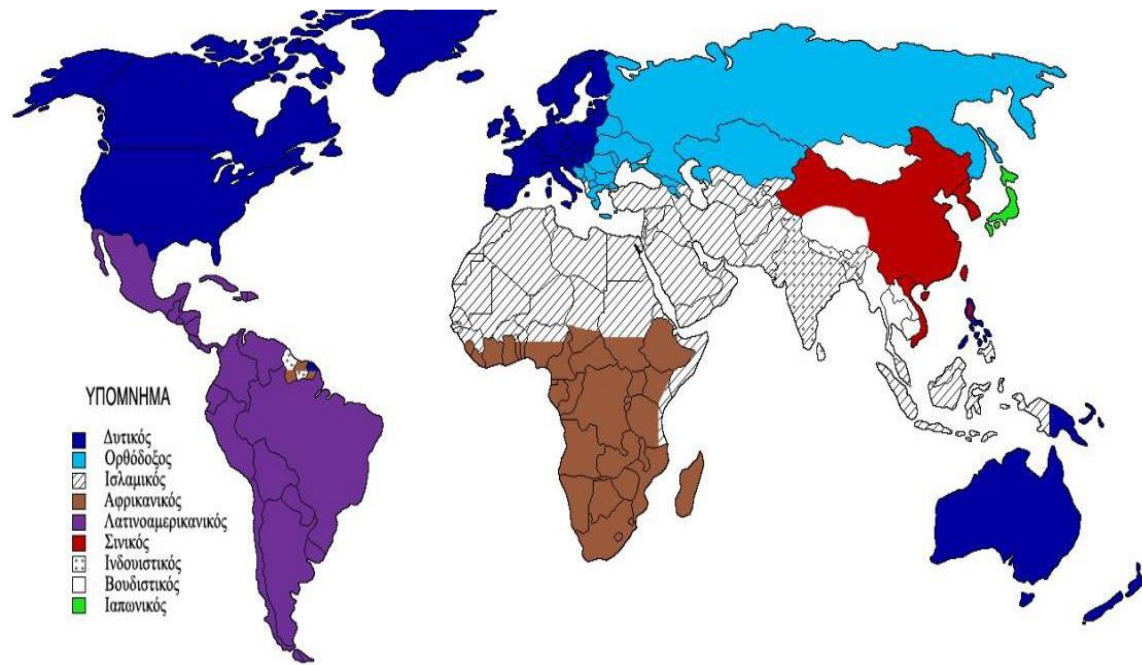 ΥΠΟΜΝΗΜΑ
Δυτικός
Ορθόδοξος
Ισλαμικός
Αφρικανικός
Λατινοαμερικανικός
Σινικός
Ινδουιστικός
Βουδιστικός
Ιαπωνικός